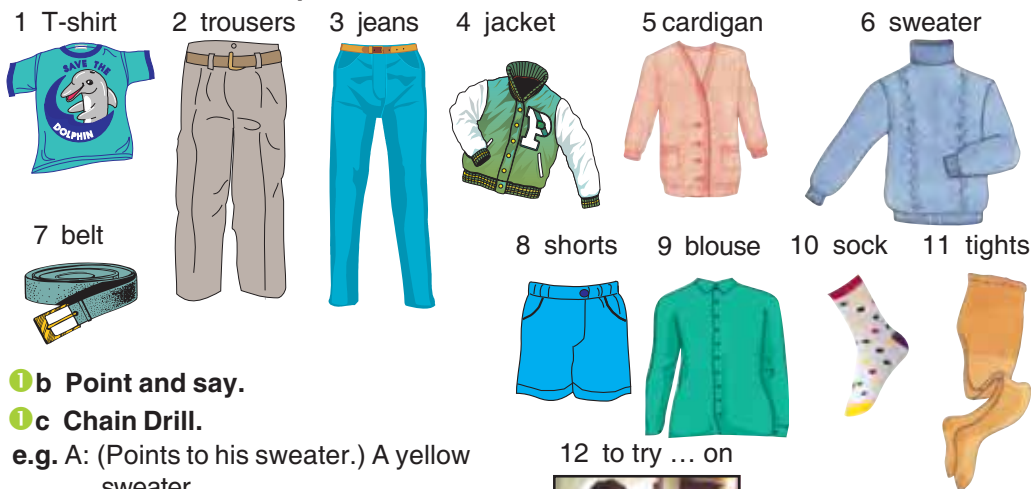 1 T-shirt
2 trousers
3 jeans
4 jacket
5 cardigan
6 sweater
SAVE THE
DOLPHIN
P
7 belt
8 shorts
9 blouse
10 sock
11 tights
1b Point and say.
1c Chain Drill.
e.g. A: (Points to his sweater.) A yellow
sweater
12 to try … on